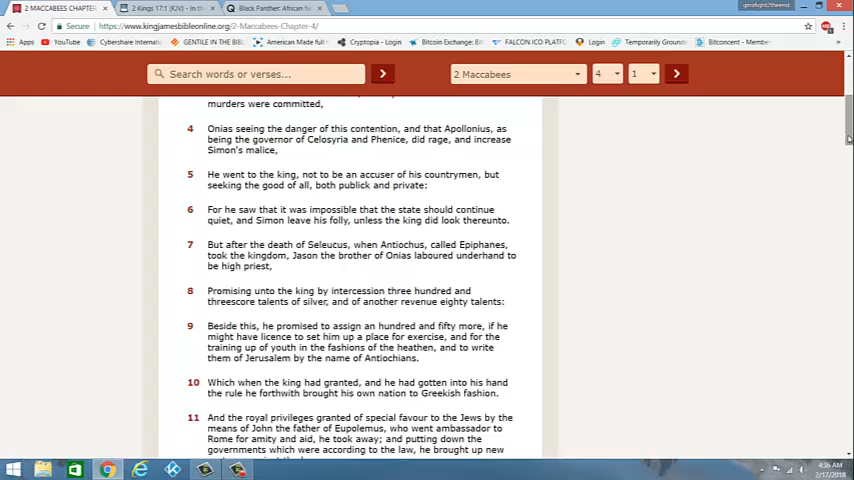 2 MACCABEES CHAPTER
2 Kings 17:1 (KJV) - In th
Black Panther: African f
Secure
https://www.kingjamesbibleonline.org/2-Maccabees-Chapter-4/
Apps
YouTube
Cybershare Internat
GENTILE IN THE BIB
American Made full
Cryptopia - Login
Bitcoin Exchange: Bi
FALCON ICO PLATF
Login
Temporarily Ground
Bitconcent - Membe
Search words or verses...
2 Maccabees
4
1
murders were committed,
4 Onias seeing the danger of this contention, and that Apollonius, as
being the governor of Celosyria and Phenice, did rage, and increase
Simon's malice,
5 He went to the king, not to be an accuser of his countrymen, but
seeking the good of all, both publick and private:
6 For he saw that it was impossible that the state should continue
quiet, and Simon leave his folly, unless the king did look thereunto.
7 But after the death of Seleucus, when Antiochus, called Epiphanes,
took the kingdom, Jason the brother of Onias laboured underhand to
be high priest,
8 Promising unto the king by intercession three hundred and
threescore talents of silver, and of another revenue eighty talents:
9 Beside this, he promised to assign an hundred and fifty more, if he
might have licence to set him up a place for exercise, and for the
training up of youth in the fashions of the heathen, and to write
them of Jerusalem by the name of Antiochians.
10 Which when the king had granted, and he had gotten into his hand
the rule he forthwith brought his own nation to Greekish fashion.
11 And the royal privileges granted of special favour to the Jews by the
means of John the father of Eupolemus, who went ambassador to
Rome for amity and aid, he took away; and putting down the
governments which were according to the law, he brought up new
4:36 AM
2/17/2018